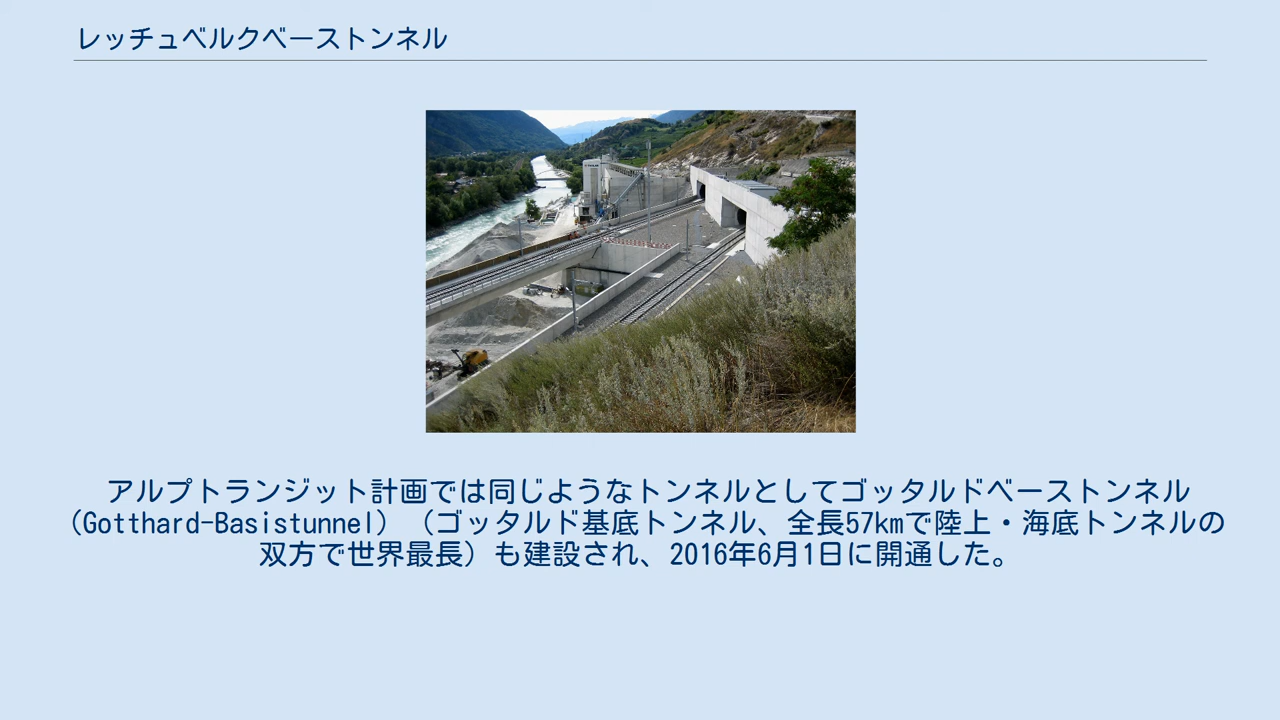 レッチュベルクベーストンネル
アルプトランジット計画では同じようなトンネルとしてゴッタルドベーストンネル
（Gotthard-Basistunnel）（ゴッタルド基底トンネル、全長57kmで陸上・海底トンネルの
双方で世界最長）も建設され、2016年6月1日に開通した。